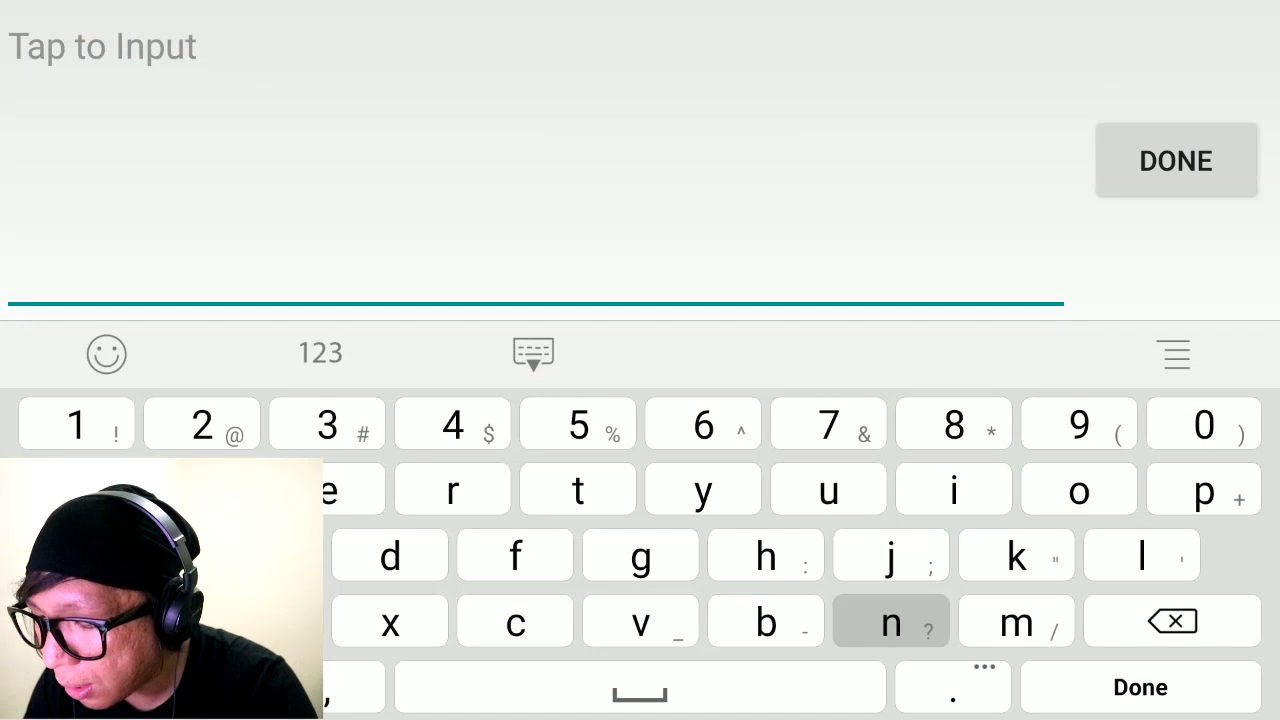 Tap to Input
DONE
123
1 ! 2 @ 3 # 4 $ 5 % 6 ^ 7 & 8 * 9 ( 0 )
e r t y u i o p +
d f g h : j ; k " l '
x c v _ b - n ? m /
, . Done